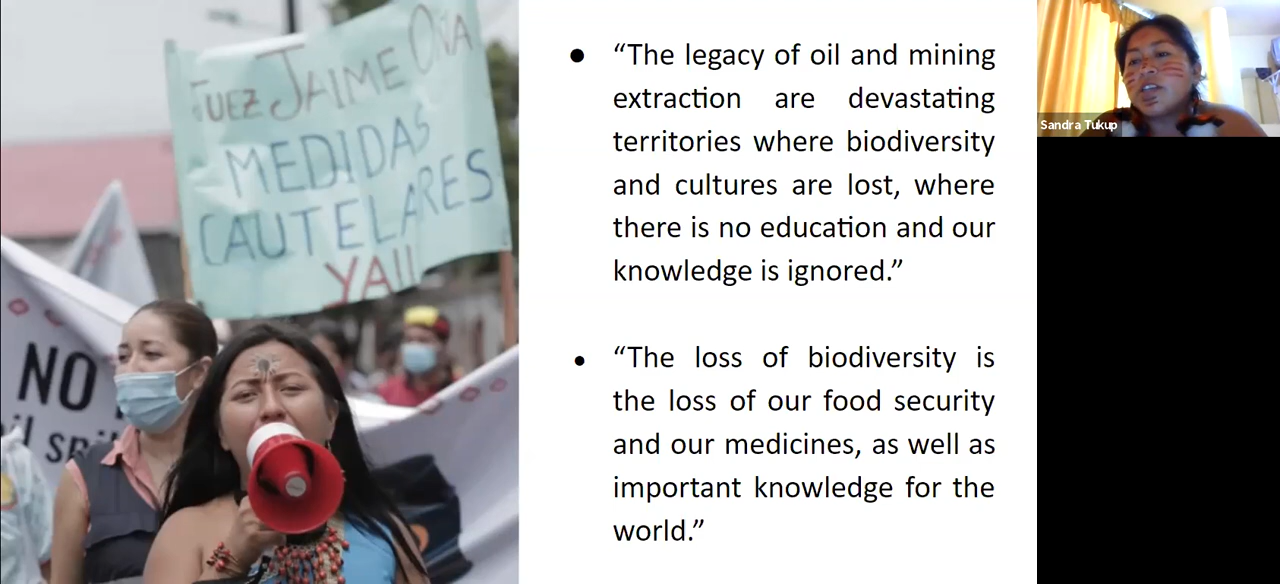 JUEZ JAIME OÑA
MEDIDAS
CAUTELARES
YA!!
NO
il spi
● “The legacy of oil and mining
extraction are devastating
territories where biodiversity
and cultures are lost, where
there is no education and our
knowledge is ignored.”
● “The loss of biodiversity is
the loss of our food security
and our medicines, as well as
important knowledge for the
world.”
Sandra Tukup